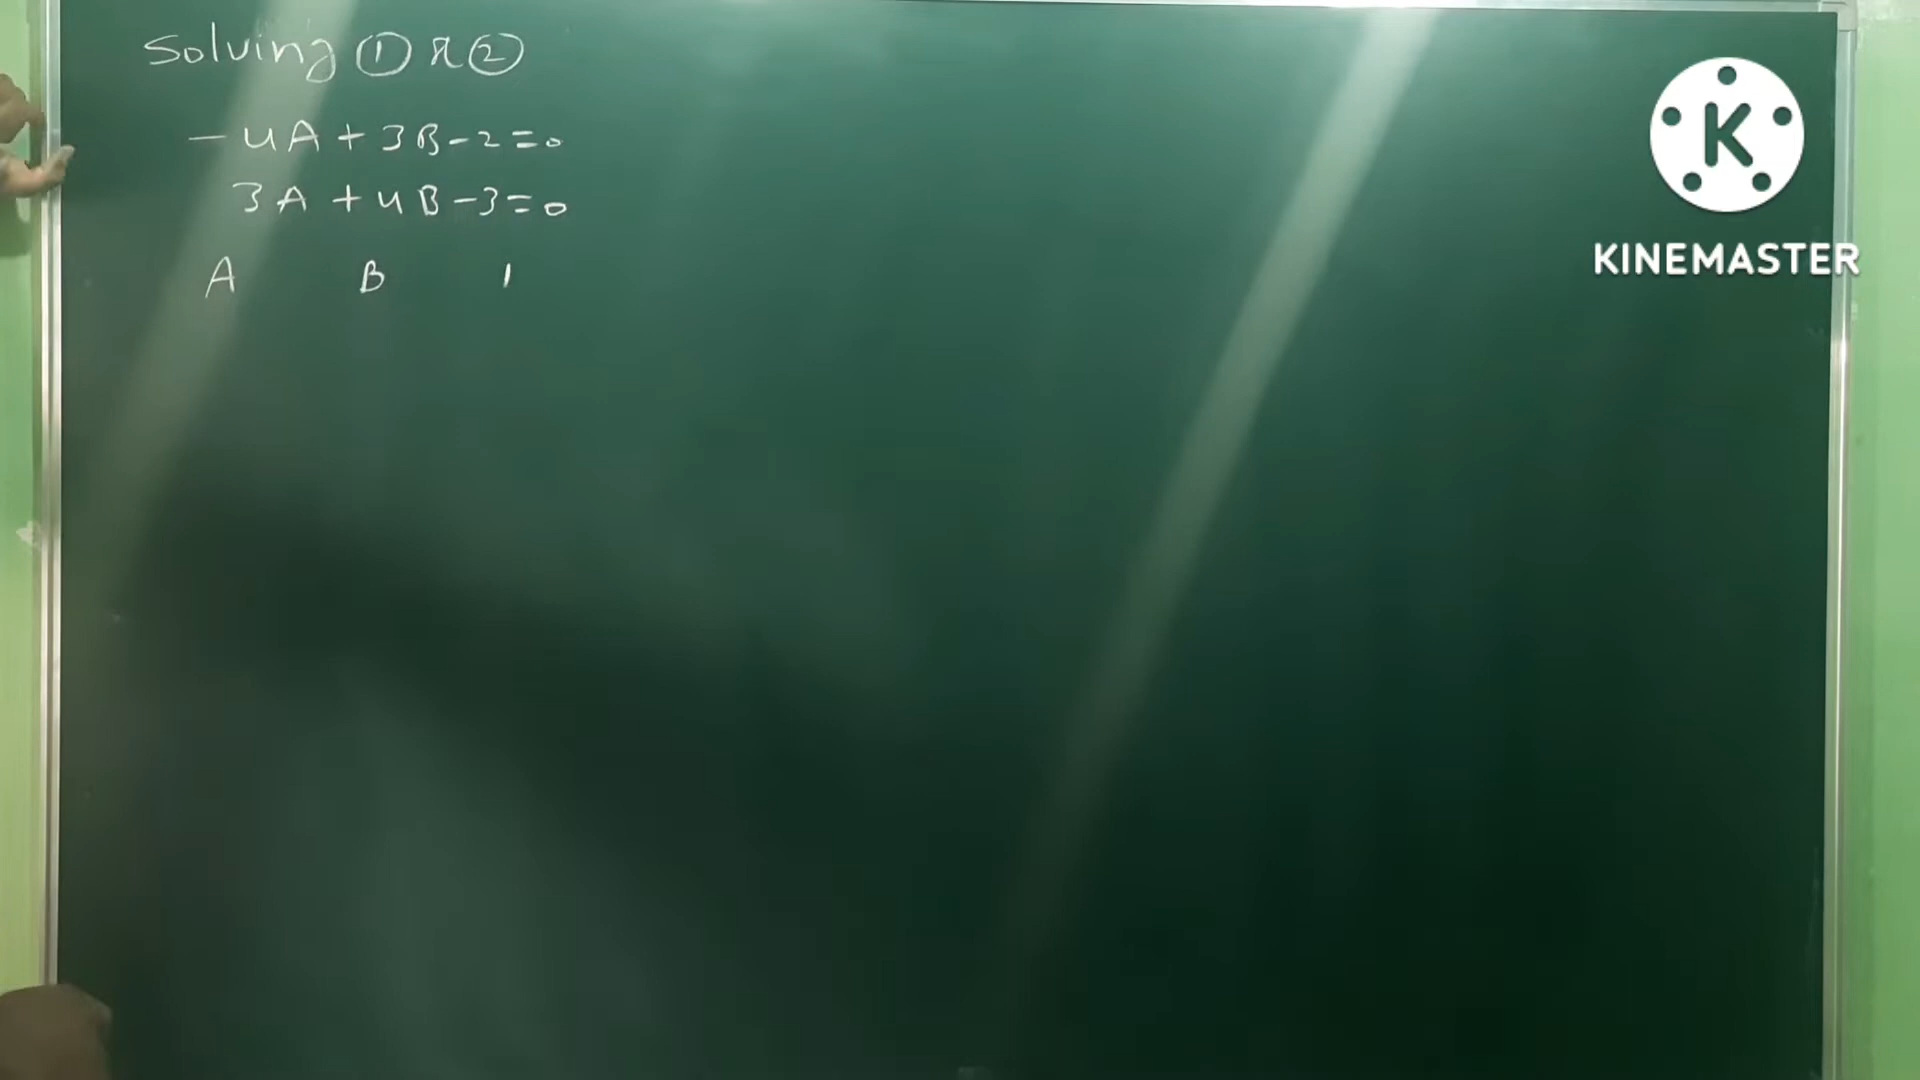 Solving ① & ②
- 4A + 3B - 2 = 0
3A + 4B - 3 = 0
A B 1
K
KINEMASTER